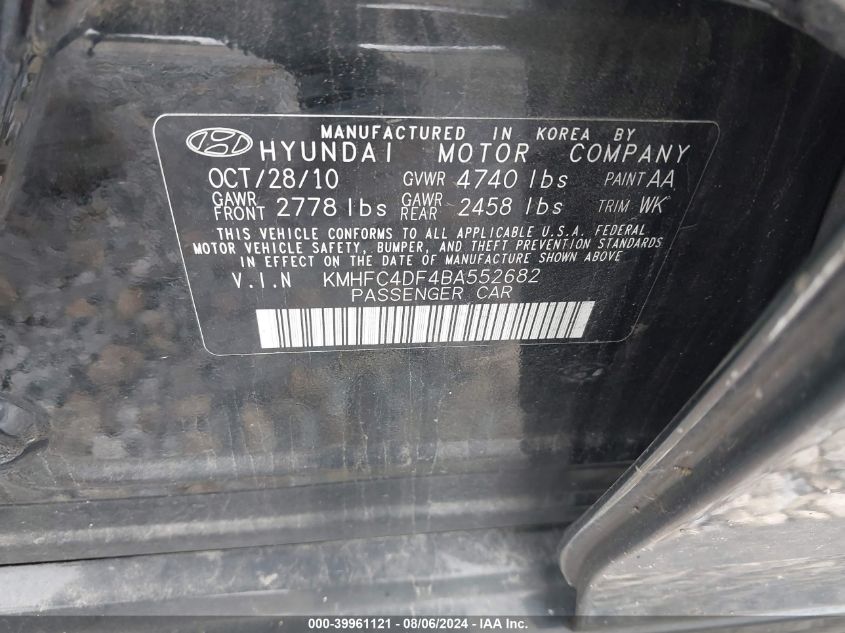 MANUFACTURED IN KOREA BY
HYUNDAI MOTOR COMPANY
OCT/28/10 GVWR 4740 lbs PAINT AA
GAWR FRONT 2778 lbs GAWR REAR 2458 lbs TRIM WK
THIS VEHICLE CONFORMS TO ALL APPLICABLE U.S.A. FEDERAL
MOTOR VEHICLE SAFETY, BUMPER, AND THEFT PREVENTION STANDARDS
IN EFFECT ON THE DATE OF MANUFACTURE SHOWN ABOVE
V.I.N KMHFC4DF4BA552682
PASSENGER CAR
000-39961121 - 08/06/2024 - IAA Inc.